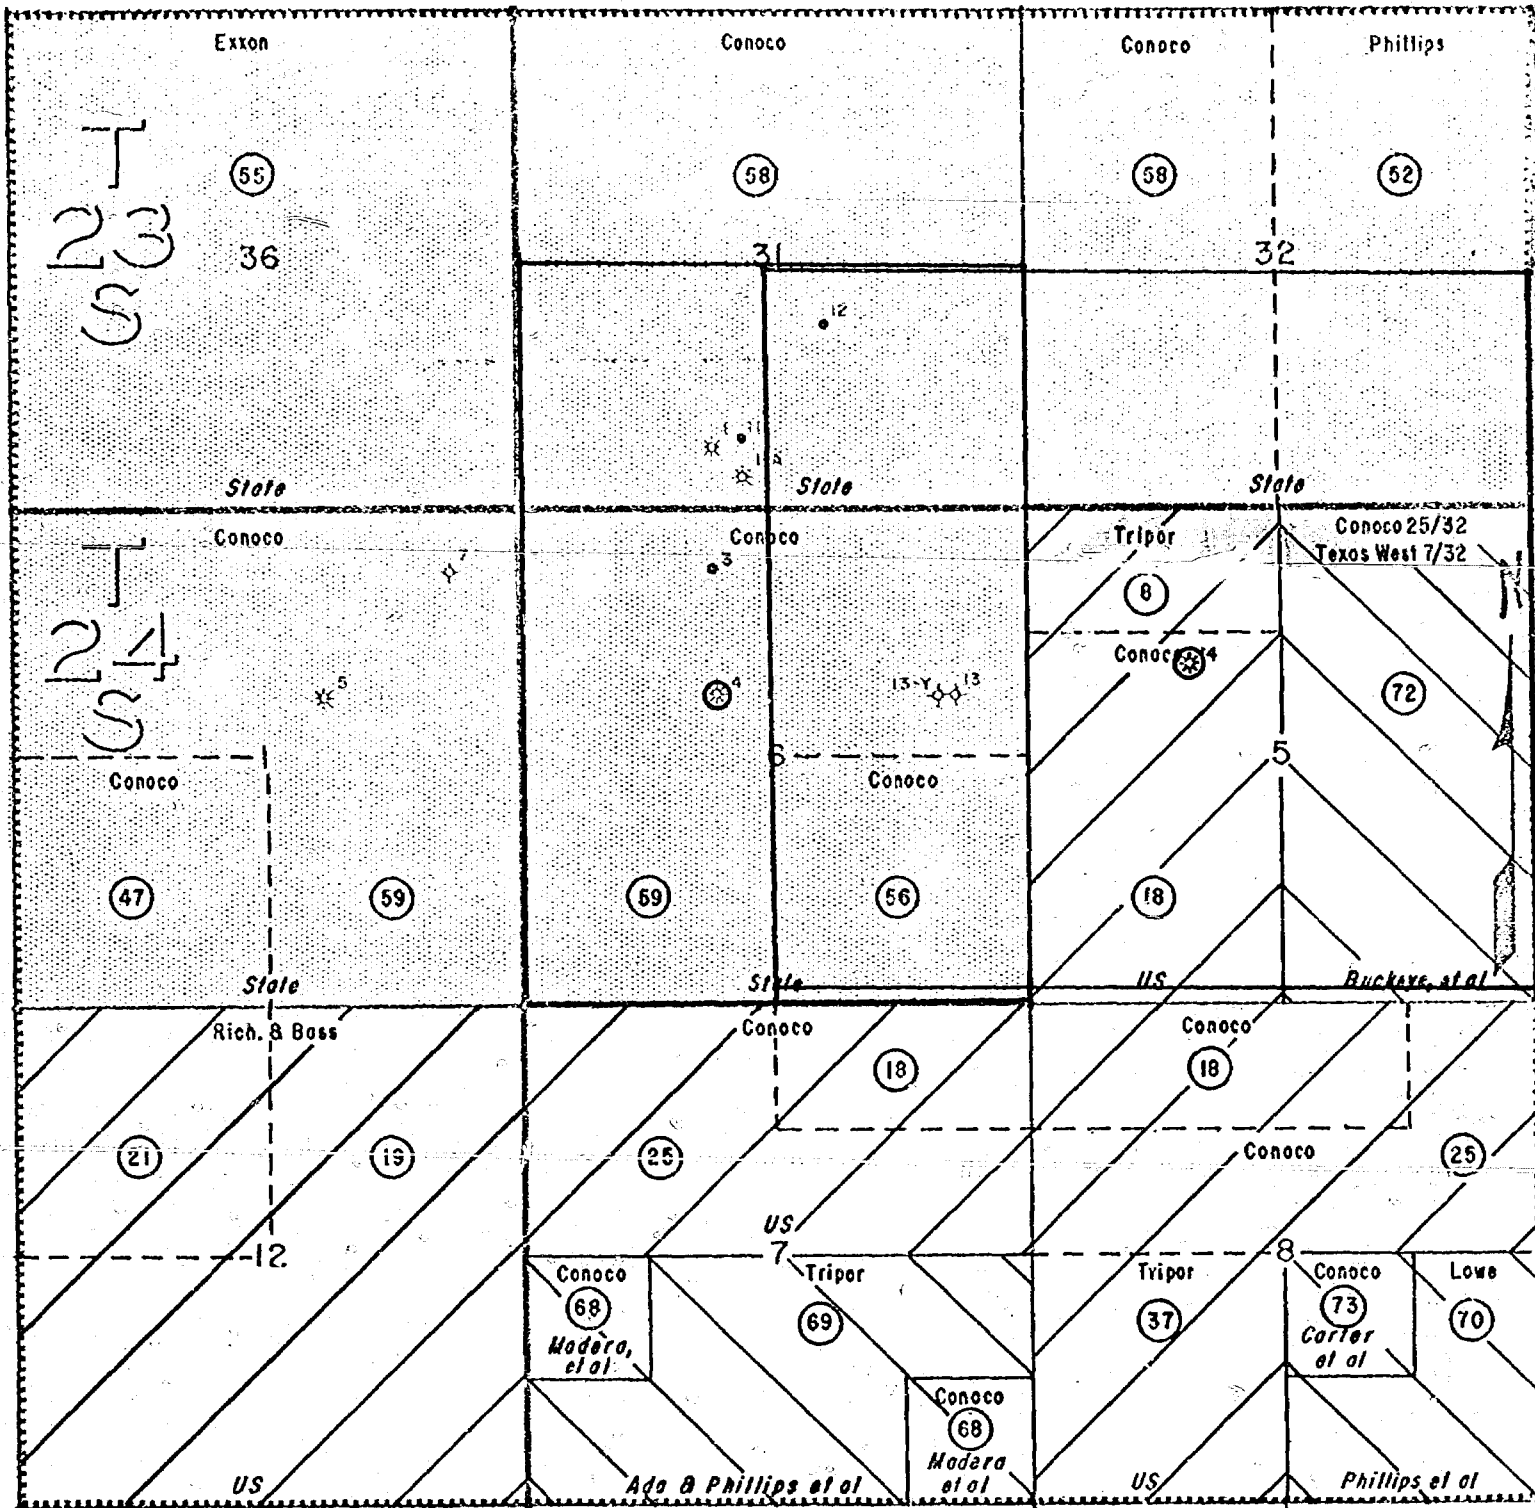 Exxon
Conoco
Conoco
Phillips
T
23
S
55
58
58
52
36
31
32
12
11
1-A
State
State
State
T
24
S
Conoco
Conoco
Tripor
Conoco 25/32
Texas West 7/32
7
3
8
Conoco
14
5
4
13-Y
13
72
6
5
Conoco
Conoco
47
59
59
56
18
State
State
US
Buckeye, et al
Rich. & Bass
Conoco
Conoco
18
18
21
19
25
Conoco
25
US
12
7
8
Conoco
Tripor
Tripor
Conoco
Lowe
68
69
37
73
70
Madera,
et al
Carter
et al
Conoco
68
Madera
et al
US
Ada & Phillips et al
US
Phillips et al